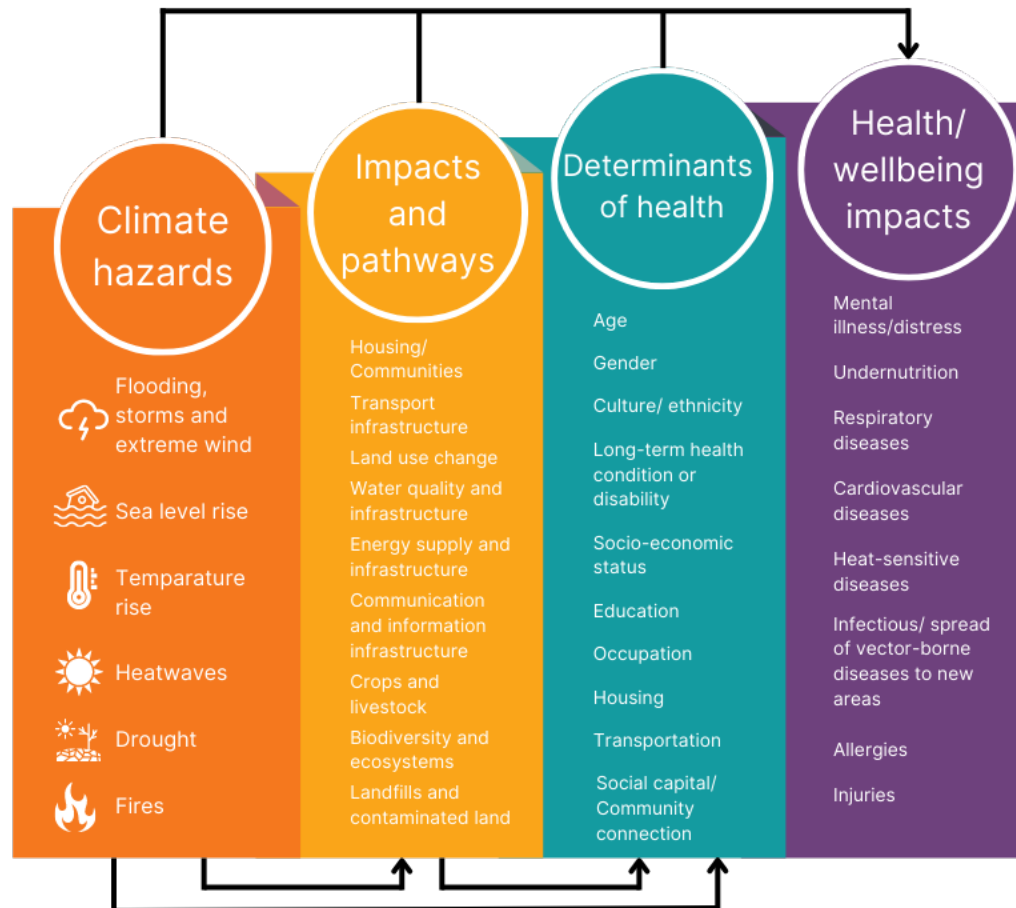 Climate
hazards
Flooding,
storms and
extreme wind
Sea level rise
Temparature
rise
Heatwaves
Drought
Fires
Impacts
and
pathways
Housing/
Communities
Transport
infrastructure
Land use change
Water quality and
infrastructure
Energy supply and
infrastructure
Communication
and information
infrastructure
Crops and
livestock
Biodiversity and
ecosystems
Landfills and
contaminated land
Determinants
of health
Age
Gender
Culture/ ethnicity
Long-term health
condition or
disability
Socio-economic
status
Education
Occupation
Housing
Transportation
Social capital/
Community
connection
Health/
wellbeing
impacts
Mental
illness/distress
Undernutrition
Respiratory
diseases
Cardiovascular
diseases
Heat-sensitive
diseases
Infectious/ spread
of vector-borne
diseases to new
areas
Allergies
Injuries